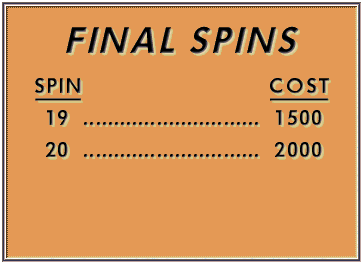 FINAL SPINS
SPIN COST
19 ............................. 1500
20 ............................. 2000